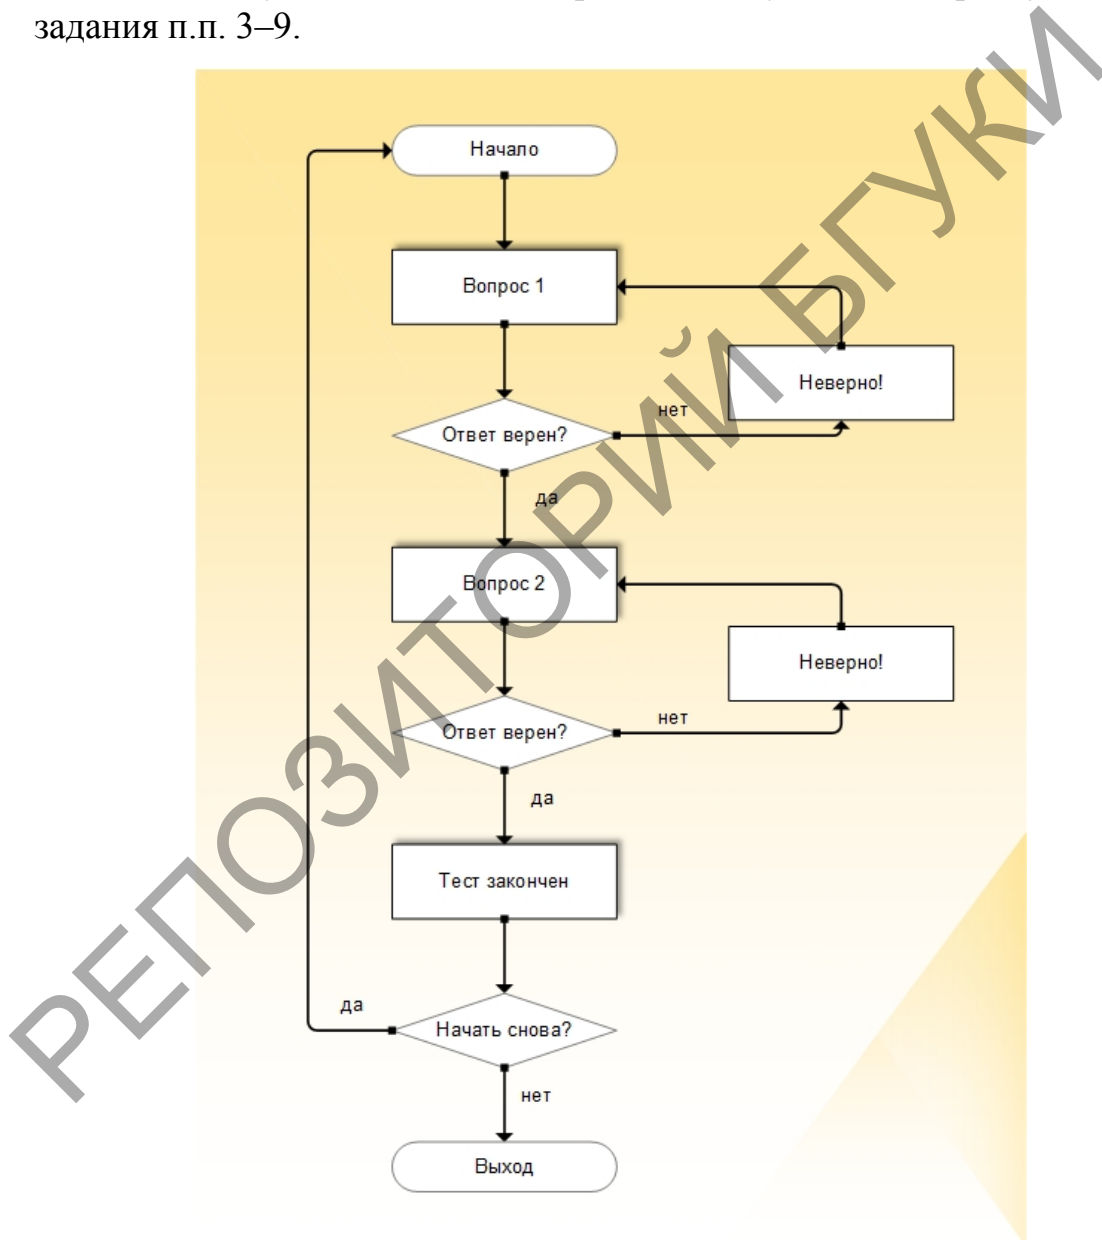 задания п.п. 3–9.
Начало
Вопрос 1
Неверно!
нет
Ответ верен?
да
Вопрос 2
Неверно!
нет
Ответ верен?
да
Тест закончен
да
Начать снова?
нет
Выход
РЕПОЗИТОРИЙ БГУКИ